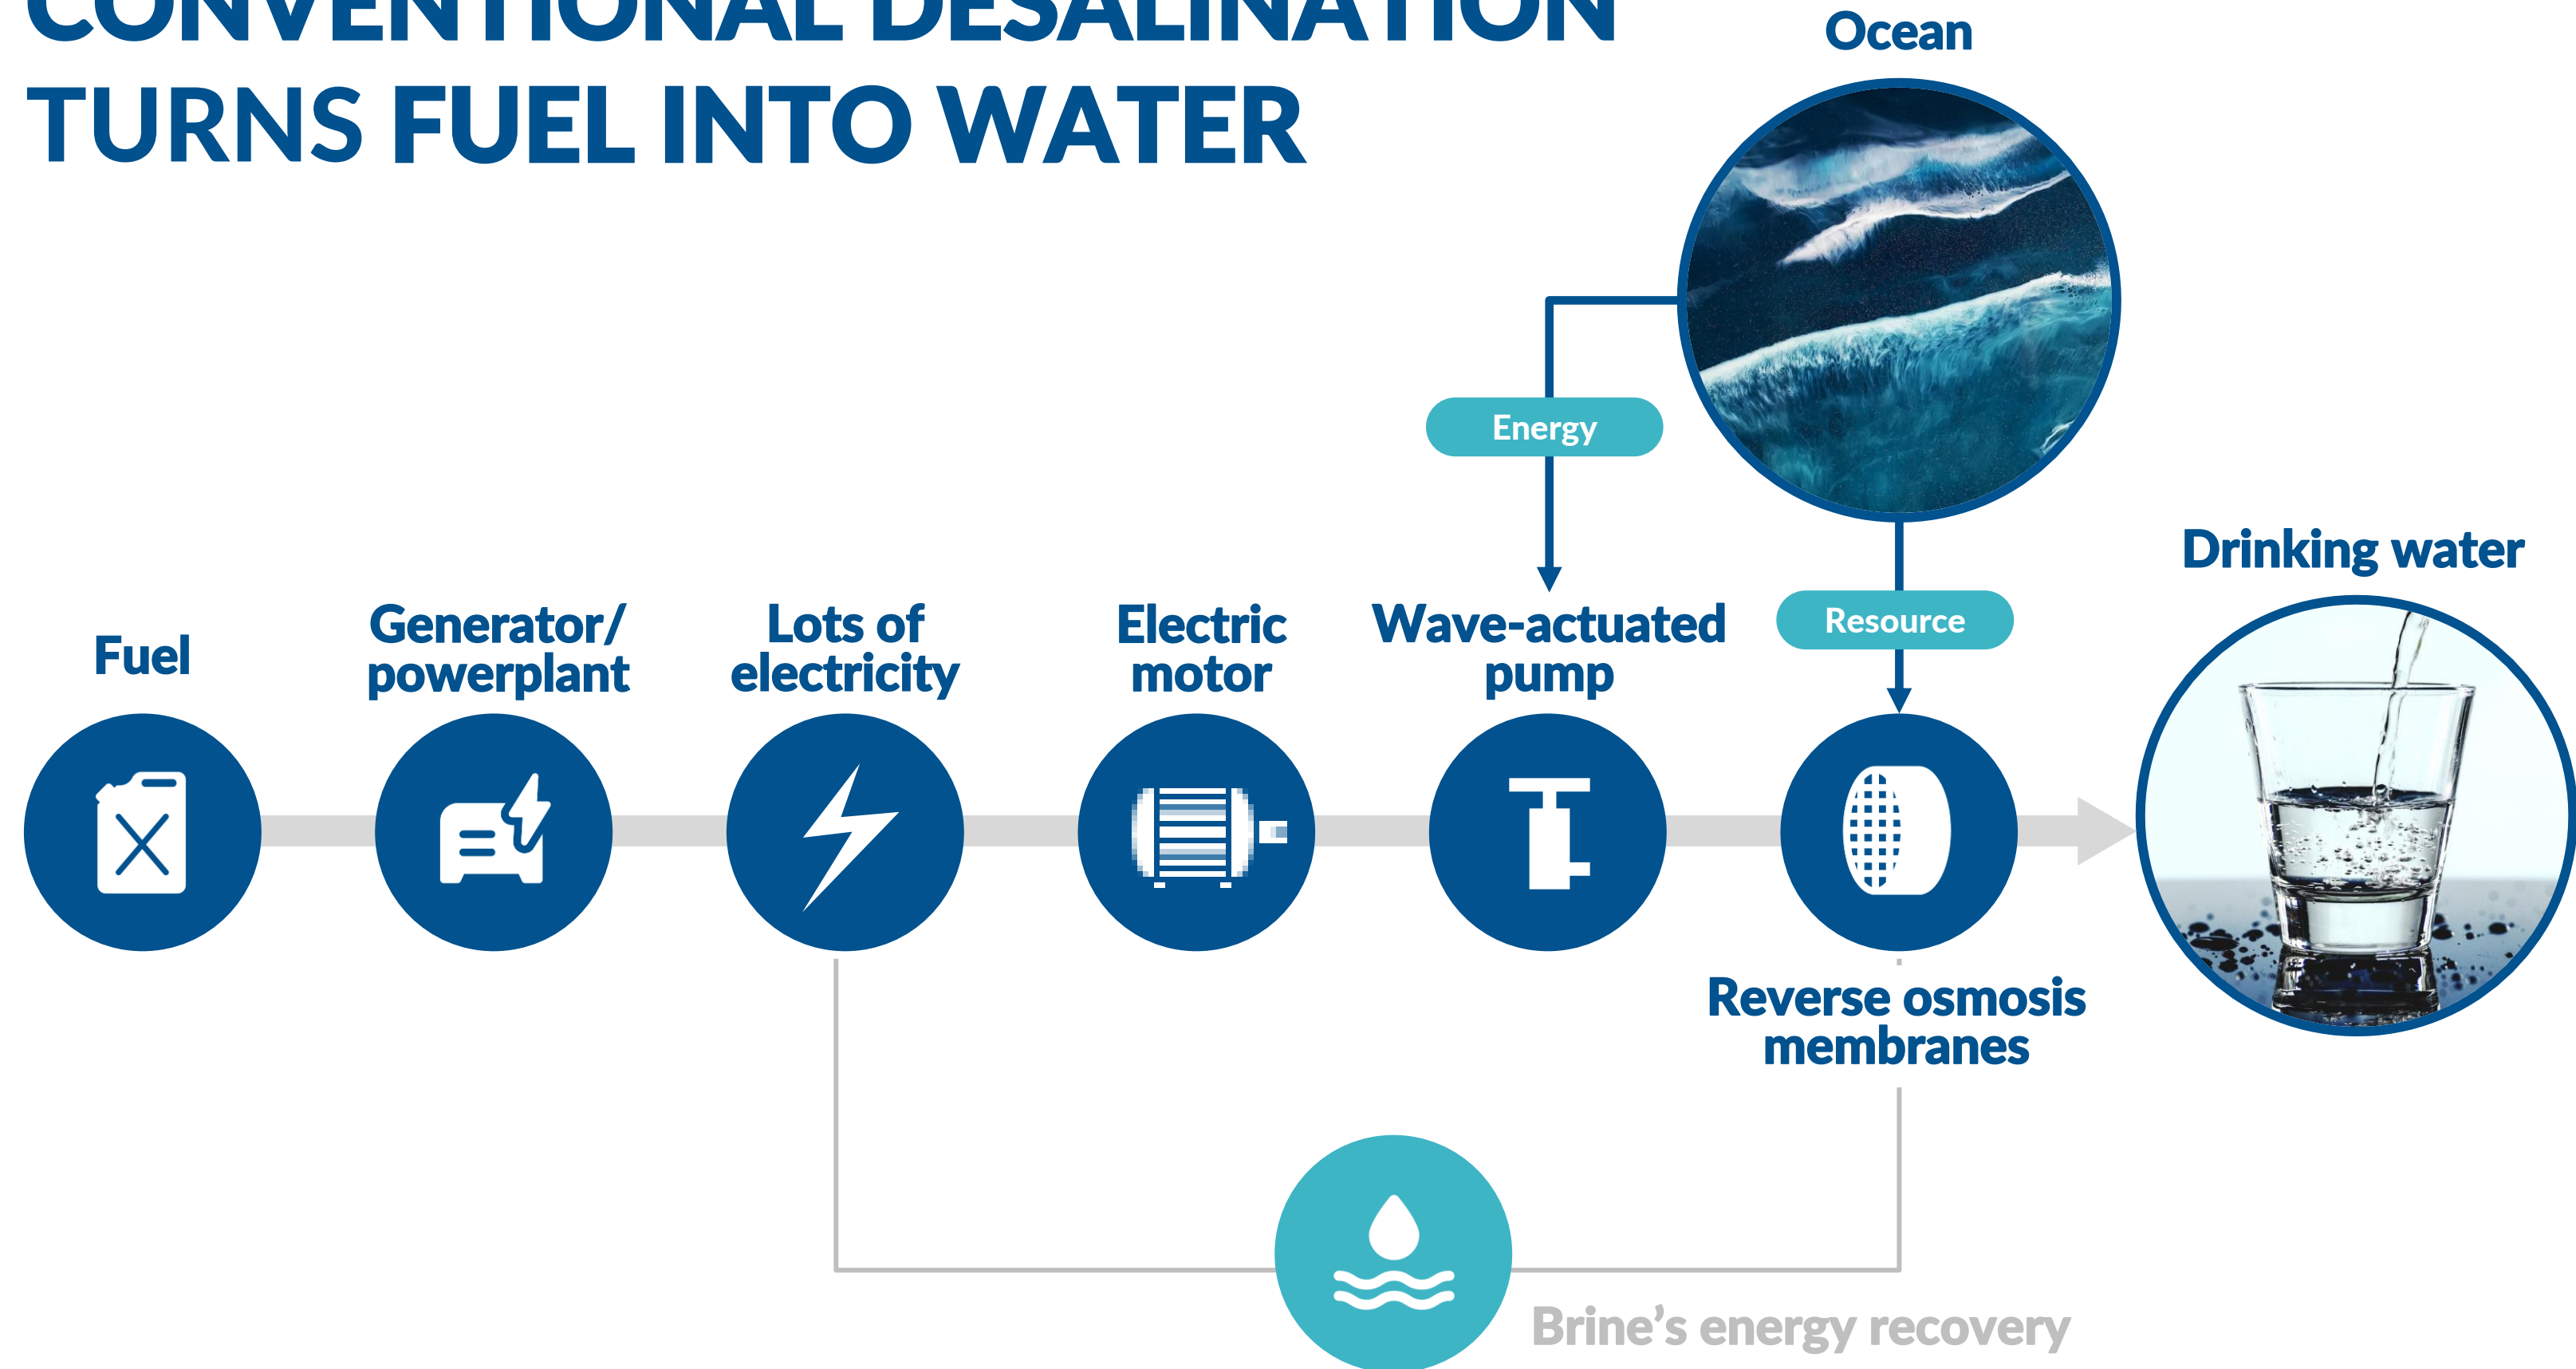 CONVENTIONAL DESALINATION
TURNS FUEL INTO WATER
Ocean
Energy
Resource
Drinking water
Fuel
Generator/
powerplant
Lots of
electricity
Electric
motor
Wave-actuated
pump
Reverse osmosis
membranes
Brine’s energy recovery